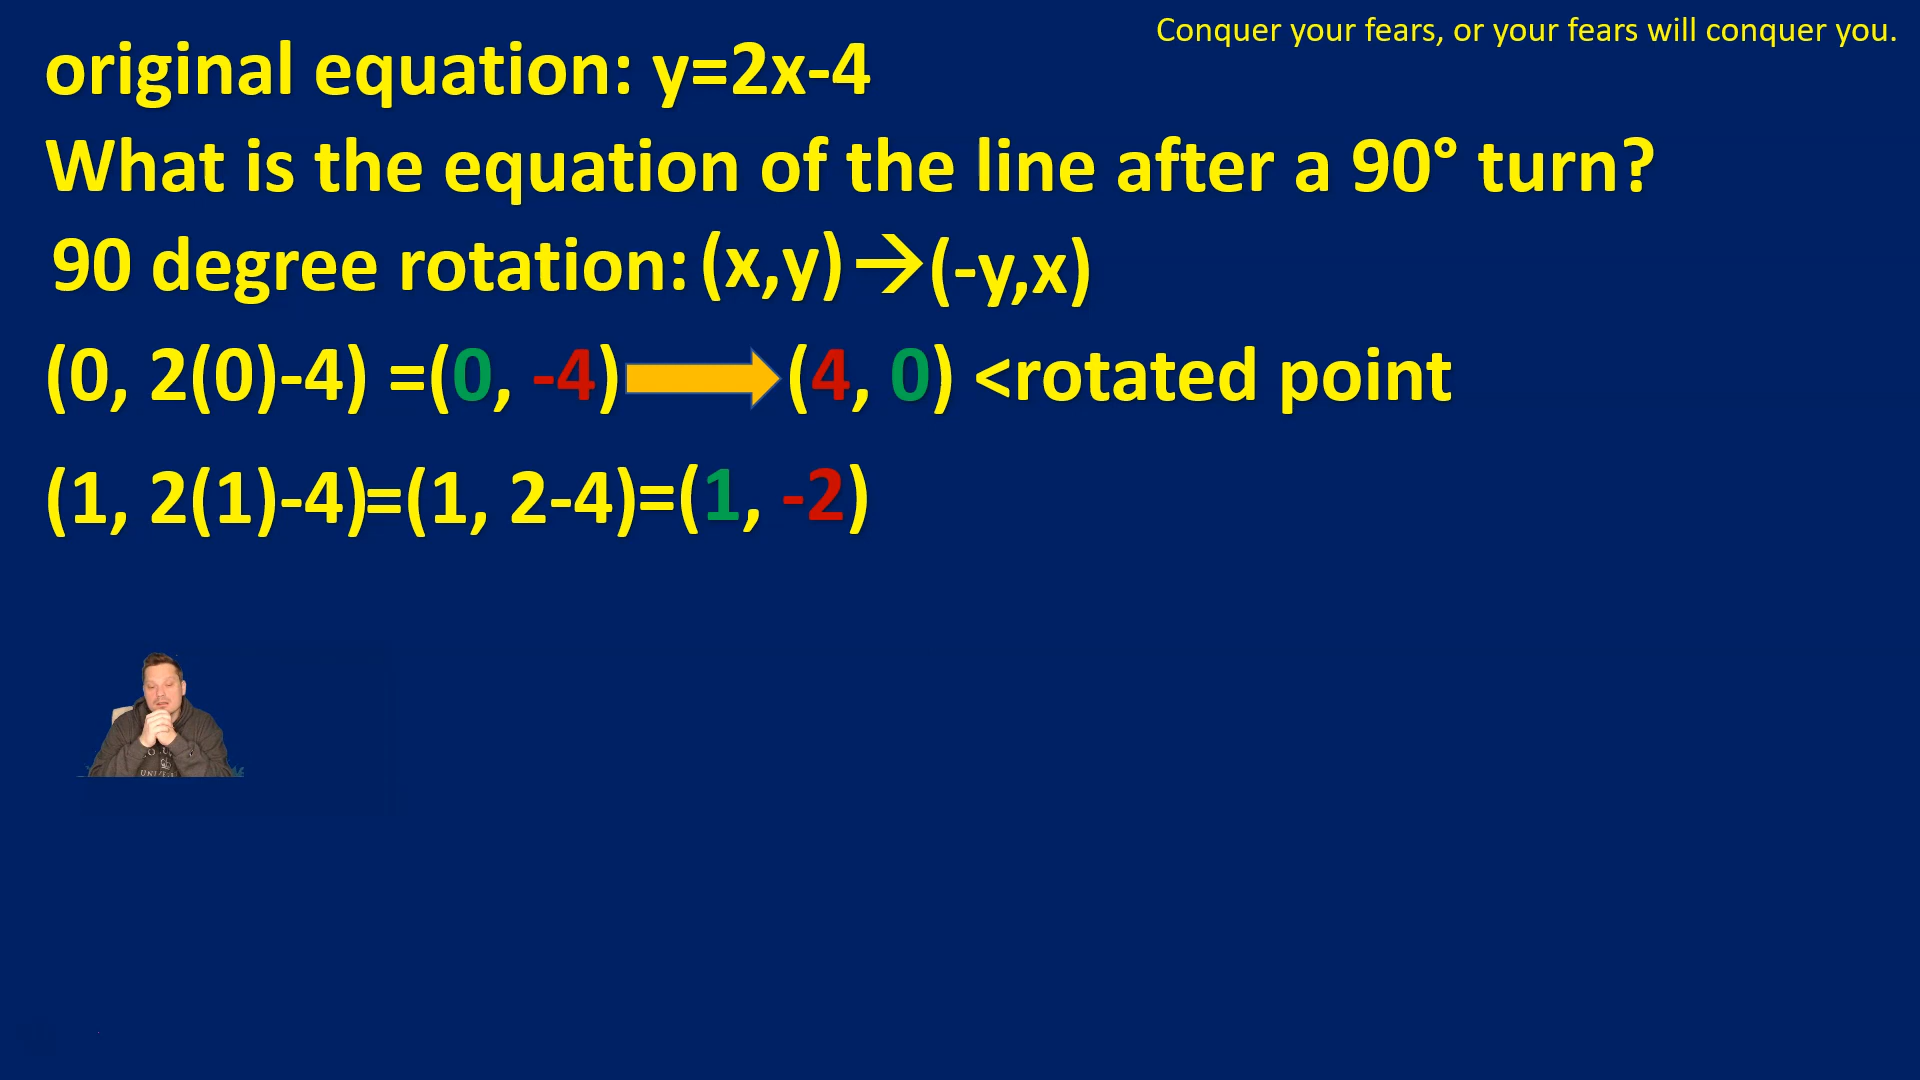 Conquer your fears, or your fears will conquer you.
original equation: y=2x-4
What is the equation of the line after a 90° turn?
90 degree rotation: (x,y)→(-y,x)
(0, 2(0)-4) =(0, -4) (4, 0) <rotated point
(1, 2(1)-4)=(1, 2-4)=(1, -2)